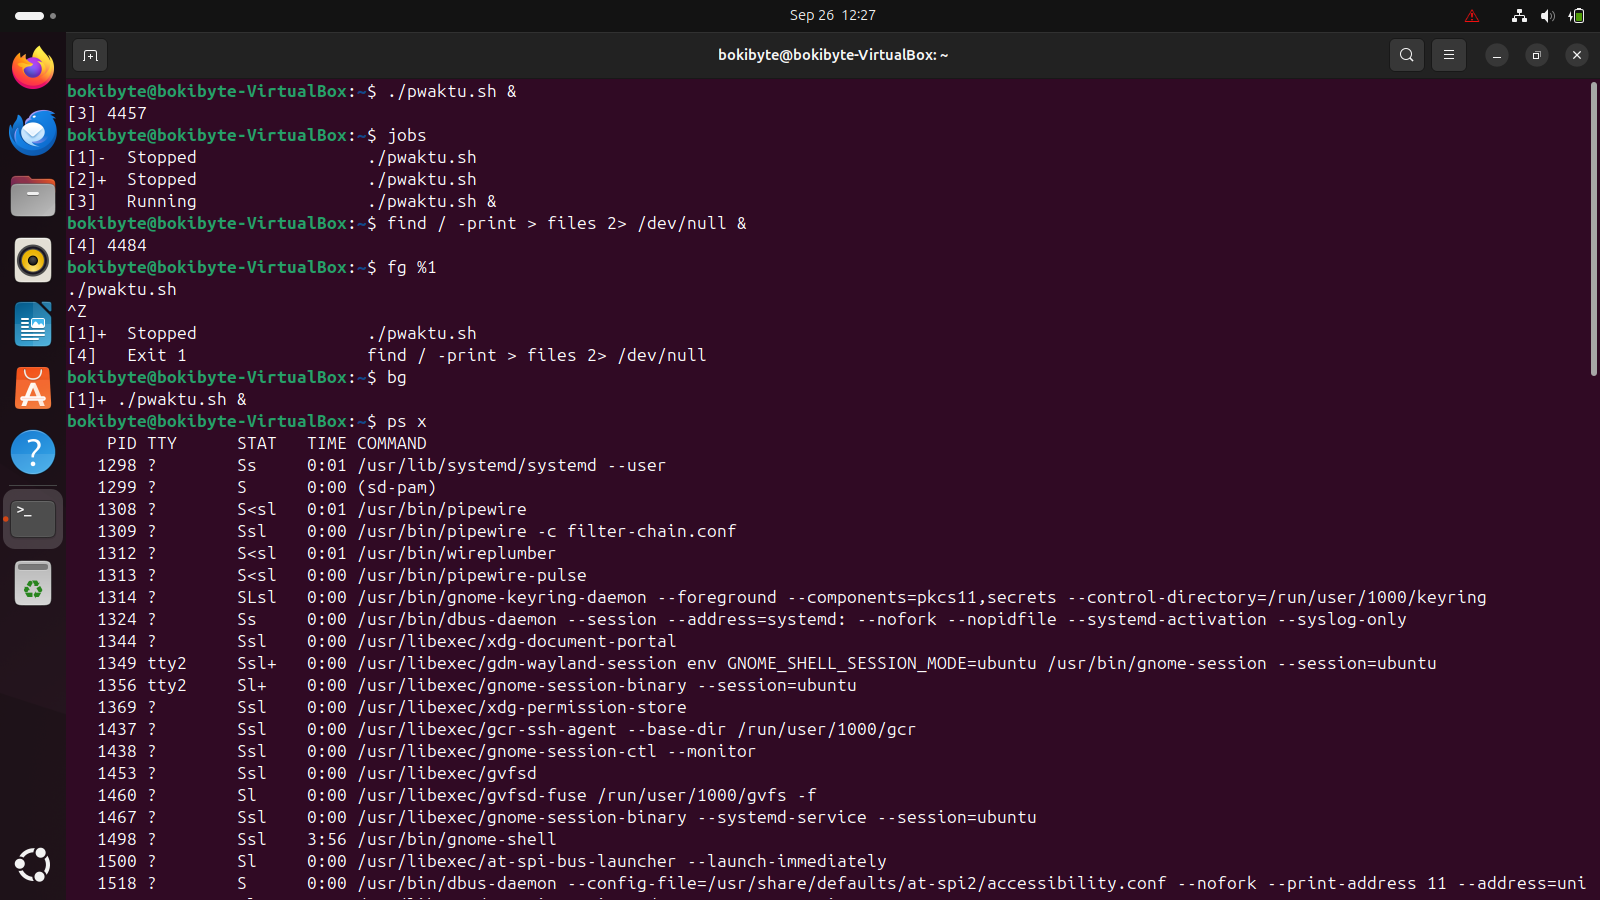 Sep 26 12:27
bokibyte@bokibyte-VirtualBox: ~
bokibyte@bokibyte-VirtualBox:~$ ./pwaktu.sh &
[3] 4457
bokibyte@bokibyte-VirtualBox:~$ jobs
[1]-  Stopped                 ./pwaktu.sh
[2]+  Stopped                 ./pwaktu.sh
[3]   Running                 ./pwaktu.sh &
bokibyte@bokibyte-VirtualBox:~$ find / -print > files 2> /dev/null &
[4] 4484
bokibyte@bokibyte-VirtualBox:~$ fg %1
./pwaktu.sh
^Z
[1]+  Stopped                 ./pwaktu.sh
[4]   Exit 1                  find / -print > files 2> /dev/null
bokibyte@bokibyte-VirtualBox:~$ bg
[1]+ ./pwaktu.sh &
bokibyte@bokibyte-VirtualBox:~$ ps x
    PID TTY      STAT   TIME COMMAND
   1298 ?        Ss     0:01 /usr/lib/systemd/systemd --user
   1299 ?        S      0:00 (sd-pam)
   1308 ?        S<sl   0:01 /usr/bin/pipewire
   1309 ?        Ssl    0:00 /usr/bin/pipewire -c filter-chain.conf
   1312 ?        S<sl   0:01 /usr/bin/wireplumber
   1313 ?        S<sl   0:00 /usr/bin/pipewire-pulse
   1314 ?        SLsl   0:00 /usr/bin/gnome-keyring-daemon --foreground --components=pkcs11,secrets --control-directory=/run/user/1000/keyring
   1324 ?        Ss     0:00 /usr/bin/dbus-daemon --session --address=systemd: --nofork --nopidfile --systemd-activation --syslog-only
   1344 ?        Ssl    0:00 /usr/libexec/xdg-document-portal
   1349 tty2     Ssl+   0:00 /usr/libexec/gdm-wayland-session env GNOME_SHELL_SESSION_MODE=ubuntu /usr/bin/gnome-session --session=ubuntu
   1356 tty2     Sl+    0:00 /usr/libexec/gnome-session-binary --session=ubuntu
   1369 ?        Ssl    0:00 /usr/libexec/xdg-permission-store
   1437 ?        Ssl    0:00 /usr/libexec/gcr-ssh-agent --base-dir /run/user/1000/gcr
   1438 ?        Ssl    0:00 /usr/libexec/gnome-session-ctl --monitor
   1453 ?        Ssl    0:00 /usr/libexec/gvfsd
   1460 ?        Sl     0:00 /usr/libexec/gvfsd-fuse /run/user/1000/gvfs -f
   1467 ?        Ssl    0:00 /usr/libexec/gnome-session-binary --systemd-service --session=ubuntu
   1498 ?        Ssl    3:56 /usr/bin/gnome-shell
   1500 ?        Sl     0:00 /usr/libexec/at-spi-bus-launcher --launch-immediately
   1518 ?        S      0:00 /usr/bin/dbus-daemon --config-file=/usr/share/defaults/at-spi2/accessibility.conf --nofork --print-address 11 --address=uni